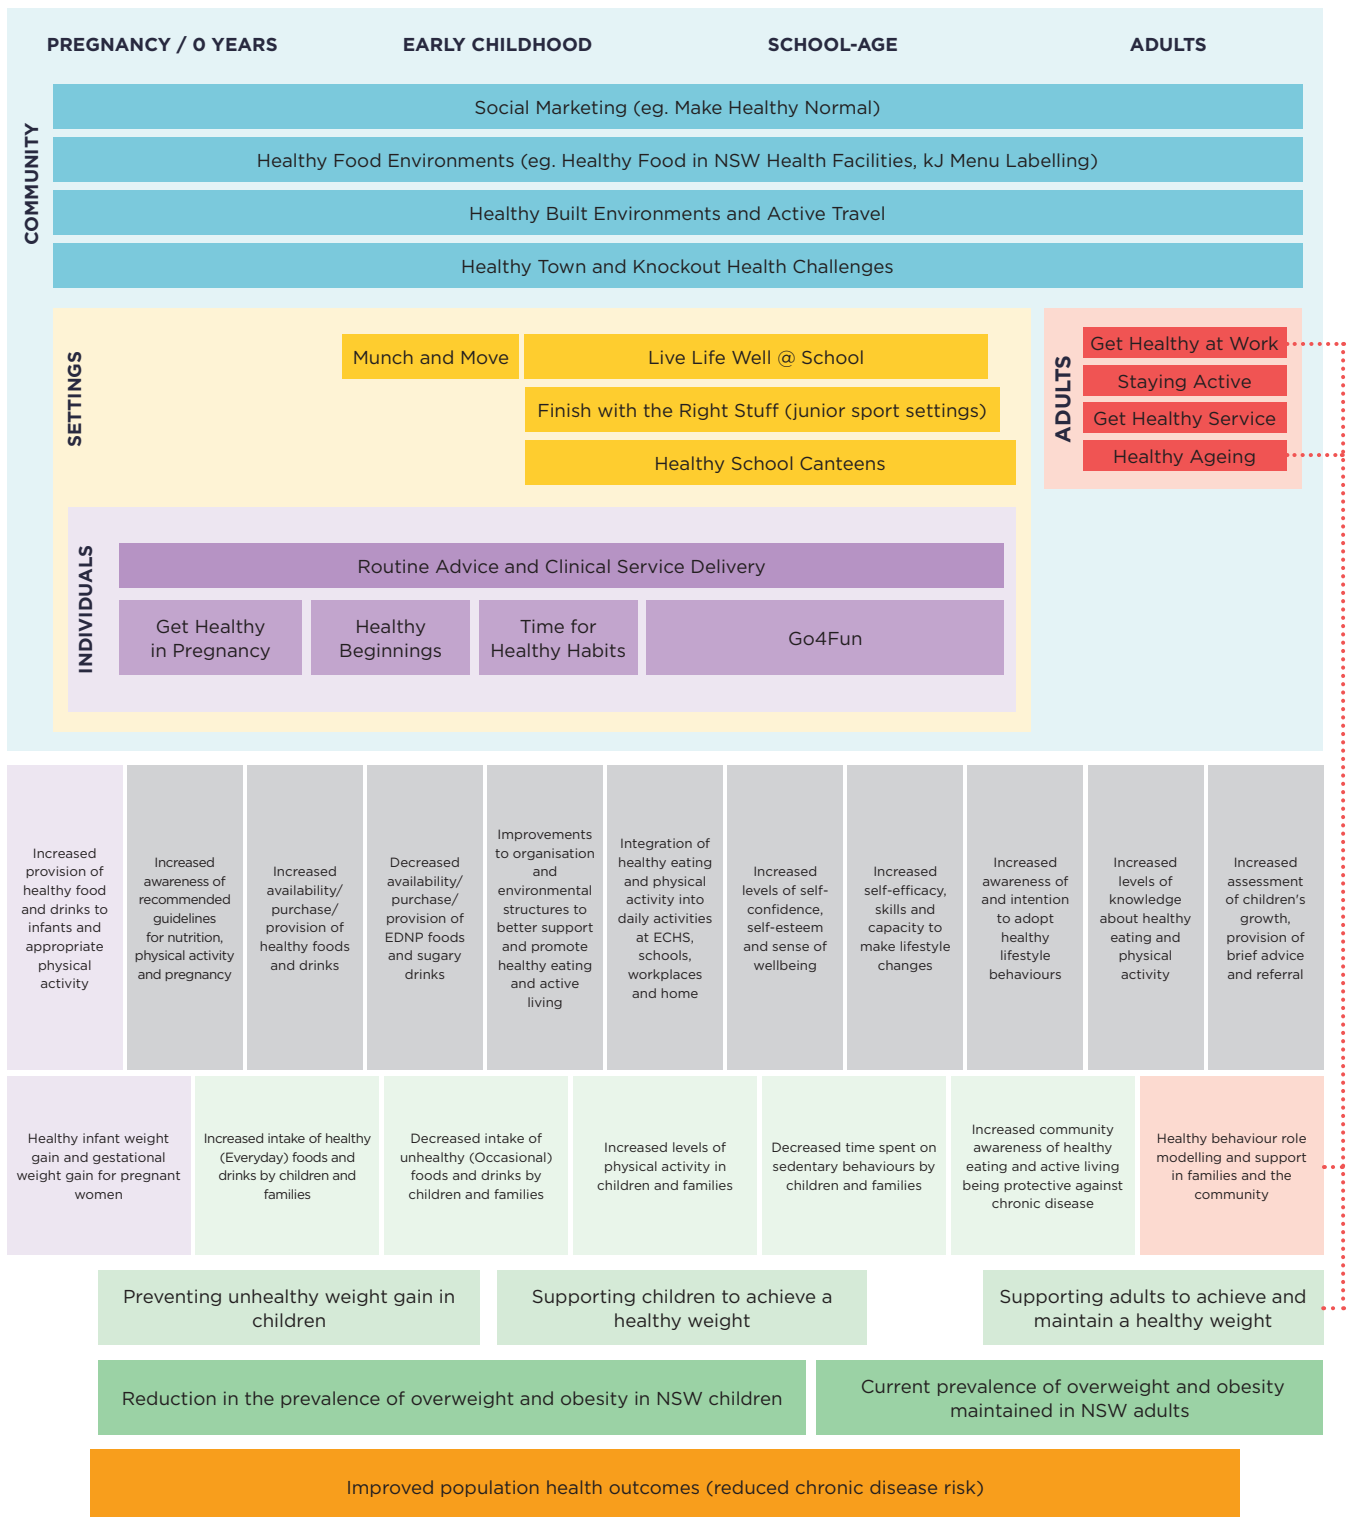 PREGNANCY / 0 YEARS
EARLY CHILDHOOD
SCHOOL-AGE
ADULTS
COMMUNITY
Social Marketing (eg. Make Healthy Normal)
Healthy Food Environments (eg. Healthy Food in NSW Health Facilities, kJ Menu Labelling)
Healthy Built Environments and Active Travel
Healthy Town and Knockout Health Challenges
SETTINGS
Munch and Move
Live Life Well @ School
Finish with the Right Stuff (junior sport settings)
Healthy School Canteens
ADULTS
Get Healthy at Work
Staying Active
Get Healthy Service
Healthy Ageing
INDIVIDUALS
Routine Advice and Clinical Service Delivery
Get Healthy
in Pregnancy
Healthy
Beginnings
Time for
Healthy Habits
Go4Fun
Increased
provision of
healthy food
and drinks to
infants and
appropriate
physical
activity
Increased
awareness of
recommended
guidelines
for nutrition,
physical activity
and pregnancy
Increased
availability/
purchase/
provision of
healthy foods
and drinks
Decreased
availability/
purchase/
provision of
EDNP foods
and sugary
drinks
Improvements
to organisation
and
environmental
structures to
better support
and promote
healthy eating
and active
living
Integration of
healthy eating
and physical
activity into
daily activities
at ECHS,
schools,
workplaces
and home
Increased
levels of self-
confidence,
self-esteem
and sense of
wellbeing
Increased
self-efficacy,
skills and
capacity to
make lifestyle
changes
Increased
awareness of
and intention
to adopt
healthy
lifestyle
behaviours
Increased
levels of
knowledge
about healthy
eating and
physical
activity
Increased
assessment
of children's
growth,
provision of
brief advice
and referral
Healthy infant weight
gain and gestational
weight gain for pregnant
women
Increased intake of healthy
(Everyday) foods and
drinks by children and
families
Decreased intake of
unhealthy (Occasional)
foods and drinks by
children and families
Increased levels of
physical activity in
children and families
Decreased time spent on
sedentary behaviours by
children and families
Increased community
awareness of healthy
eating and active living
being protective against
chronic disease
Healthy behaviour role
modelling and support
in families and the
community
Preventing unhealthy weight gain in
children
Supporting children to achieve a
healthy weight
Supporting adults to achieve and
maintain a healthy weight
Reduction in the prevalence of overweight and obesity in NSW children
Current prevalence of overweight and obesity
maintained in NSW adults
Improved population health outcomes (reduced chronic disease risk)